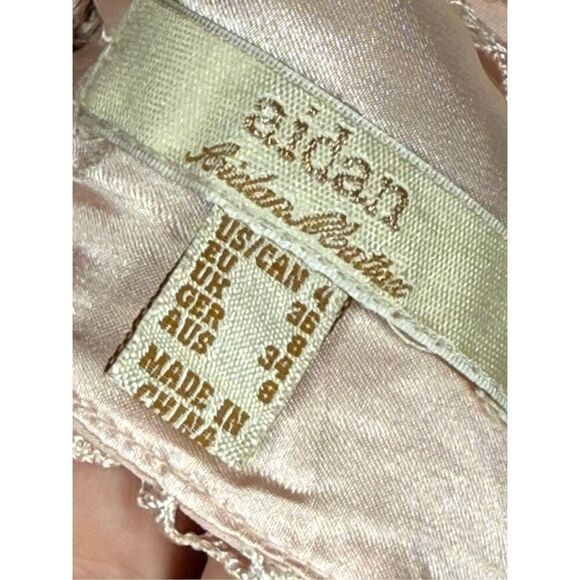 aidan
Aidan Mattox
US/CAN 4
EU 36
UK 8
GER 34
AUS 8
MADE IN
CHINA